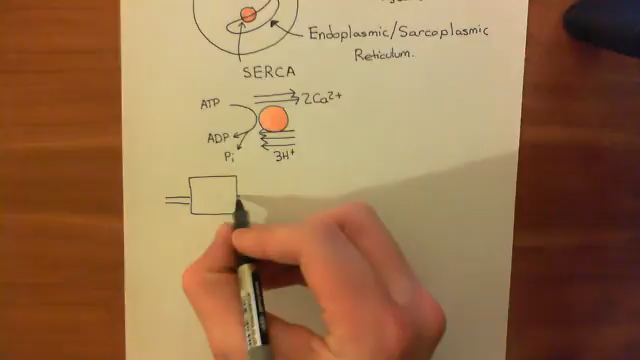 Endoplasmic/Sarcoplasmic
Reticulum.
SERCA
ATP
2Ca2+
ADP
Pi
3H+